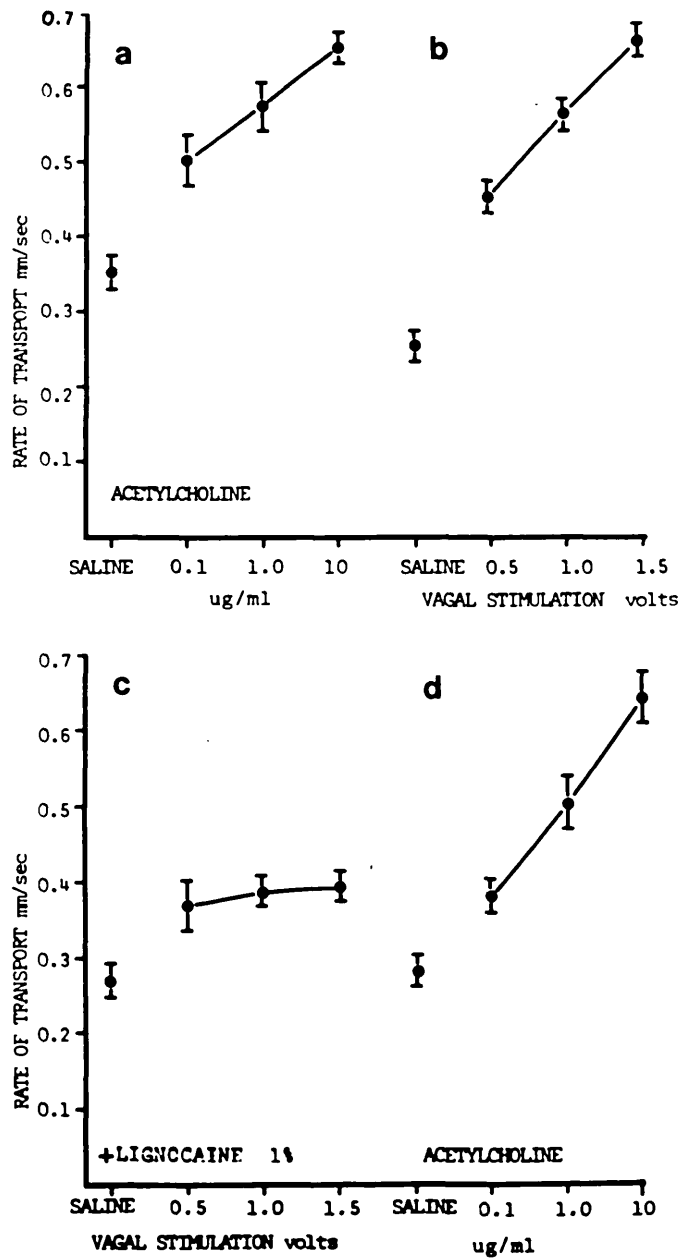 a
b
RATE OF TRANSPORT mm/sec
0.7
0.6
0.5
0.4
0.3
0.2
0.1
ACETYLCHOLINE
SALINE 0.1 1.0 10 SALINE 0.5 1.0 1.5
ug/ml VAGAL STIMULATION volts
c
d
RATE OF TRANSPORT mm/sec
0.7
0.6
0.5
0.4
0.3
0.2
0.1
+LIGNCCAINE 1% ACETYLCHOLINE
SALINE 0.5 1.0 1.5 SALINE 0.1 1.0 10
VAGAL STIMULATION volts ug/ml